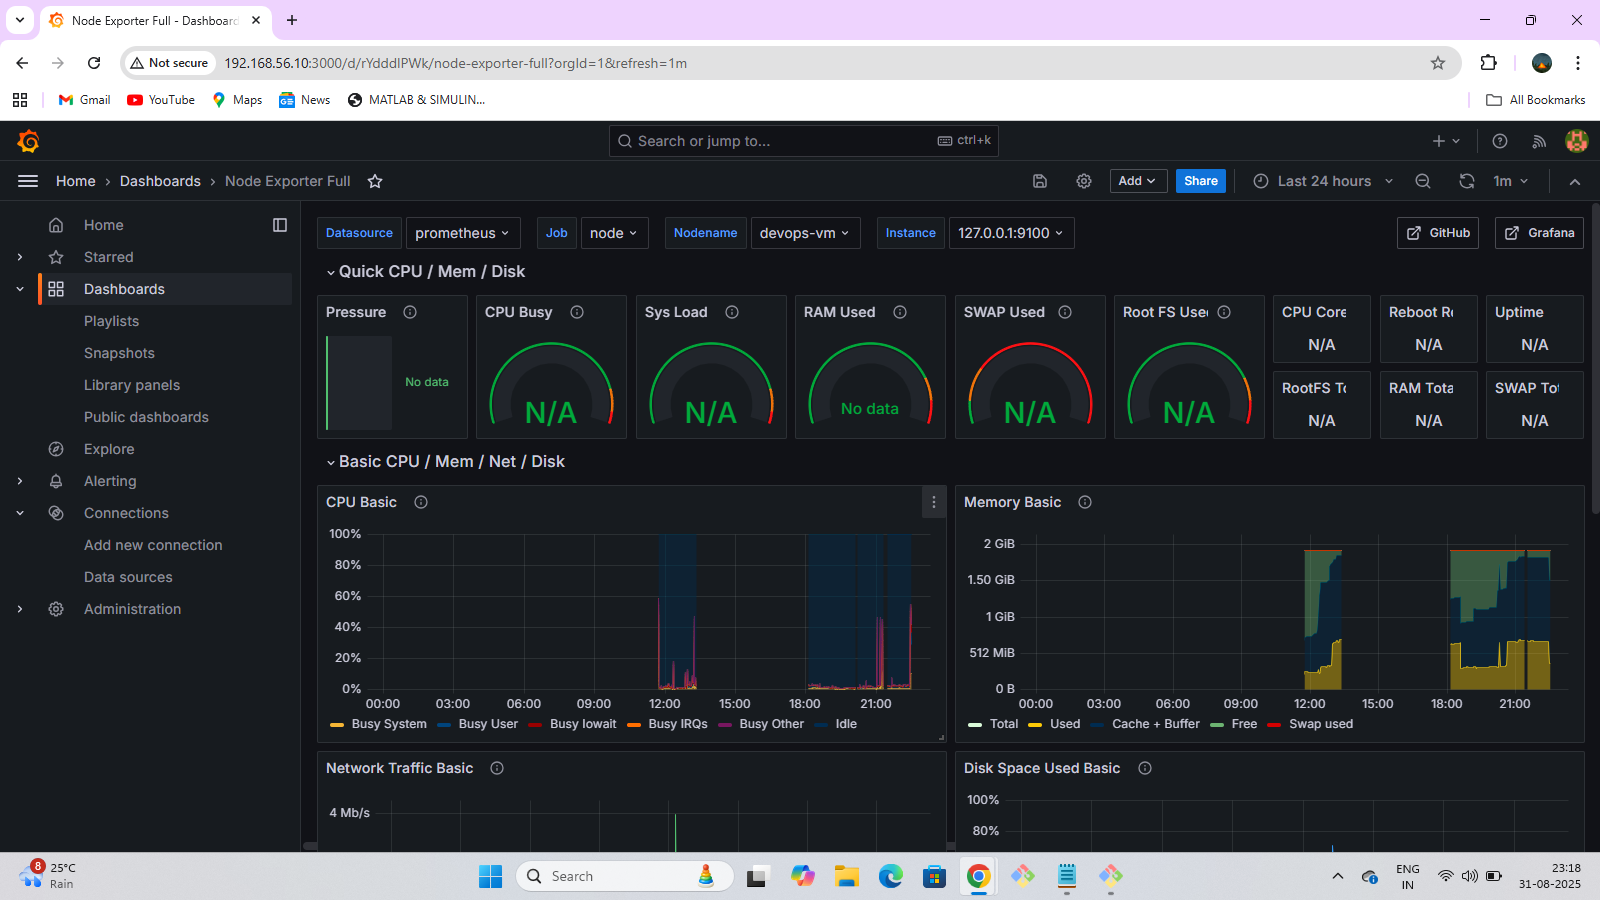 Node Exporter Full - Dashboard
Not secure
192.168.56.10:3000/d/rYdddlPWk/node-exporter-full?orgId=1&refresh=1m
Gmail
YouTube
Maps
News
MATLAB & SIMULIN...
All Bookmarks
Search or jump to...
ctrl+k
Home
Dashboards
Node Exporter Full
Add
Share
Last 24 hours
1m
Home
Starred
Dashboards
Playlists
Snapshots
Library panels
Public dashboards
Explore
Alerting
Connections
Add new connection
Data sources
Administration
Datasource
prometheus
Job
node
Nodename
devops-vm
Instance
127.0.0.1:9100
GitHub
Grafana
Quick CPU / Mem / Disk
Pressure
No data
CPU Busy
N/A
Sys Load
N/A
RAM Used
No data
SWAP Used
N/A
Root FS Used
N/A
CPU Core
N/A
Reboot Re
N/A
Uptime
N/A
RootFS To
N/A
RAM Tota
N/A
SWAP Tot
N/A
Basic CPU / Mem / Net / Disk
CPU Basic
100%
80%
60%
40%
20%
0%
00:00 03:00 06:00 09:00 12:00 15:00 18:00 21:00
Busy System Busy User Busy Iowait Busy IRQs Busy Other Idle
Memory Basic
2 GiB
1.50 GiB
1 GiB
512 MiB
0 B
00:00 03:00 06:00 09:00 12:00 15:00 18:00 21:00
Total Used Cache + Buffer Free Swap used
Network Traffic Basic
4 Mb/s
Disk Space Used Basic
100%
80%
8
25°C
Rain
Search
ENG
IN
23:18
31-08-2025